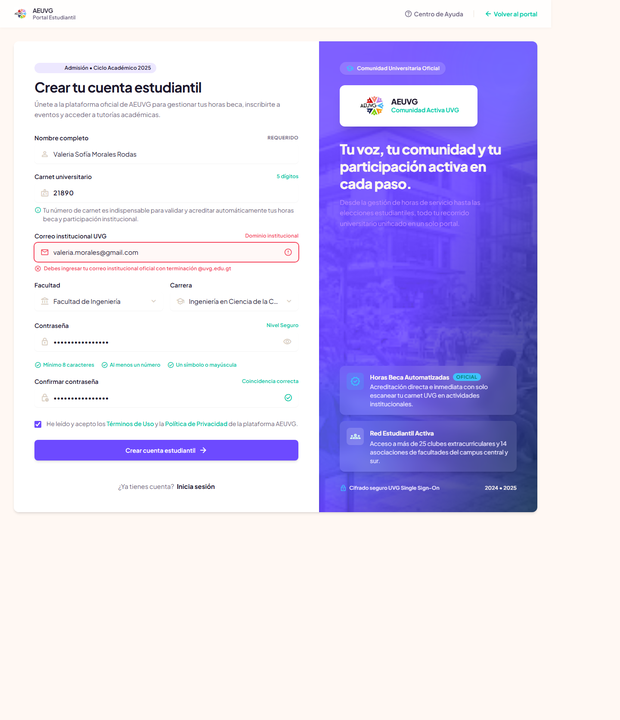 AEUVG
Portal Estudiantil
Centro de Ayuda
Volver al portal
Admisión • Ciclo Académico 2025
Crear tu cuenta estudiantil
Únete a la plataforma oficial de AEUVG para gestionar tus horas beca, inscribirte a
eventos y acceder a tutorías académicas.
Nombre completo
REQUERIDO
Valeria Sofía Morales Rodas
Carnet universitario
5 dígitos
21890
Tu número de carnet es indispensable para validar y acreditar automáticamente tus horas
beca y participación institucional.
Correo institucional UVG
Dominio institucional
valeria.morales@gmail.com
Debes ingresar tu correo institucional oficial con terminación @uvg.edu.gt
Facultad
Carrera
Facultad de Ingeniería
Ingeniería en Ciencia de la C...
Contraseña
Nivel Seguro
••••••••••••••••
Mínimo 8 caracteres
Al menos un número
Un símbolo o mayúscula
Confirmar contraseña
Coincidencia correcta
••••••••••••••••
He leído y acepto los Términos de Uso y la Política de Privacidad de la plataforma AEUVG.
Crear cuenta estudiantil
¿Ya tienes cuenta? Inicia sesión
Comunidad Universitaria Oficial
AEUVG
AEUVG
Comunidad Activa UVG
Tu voz, tu comunidad y tu
participación activa en
cada paso.
Desde la gestión de horas de servicio hasta las
elecciones estudiantiles, todo tu recorrido
universitario unificado en un solo portal.
Horas Beca Automatizadas
OFICIAL
Acreditación directa e inmediata con solo
escanear tu carnet UVG en actividades
institucionales.
Red Estudiantil Activa
Acceso a más de 25 clubes extracurriculares y 14
asociaciones de facultades del campus central y
sur.
Cifrado seguro UVG Single Sign-On
2024 • 2025